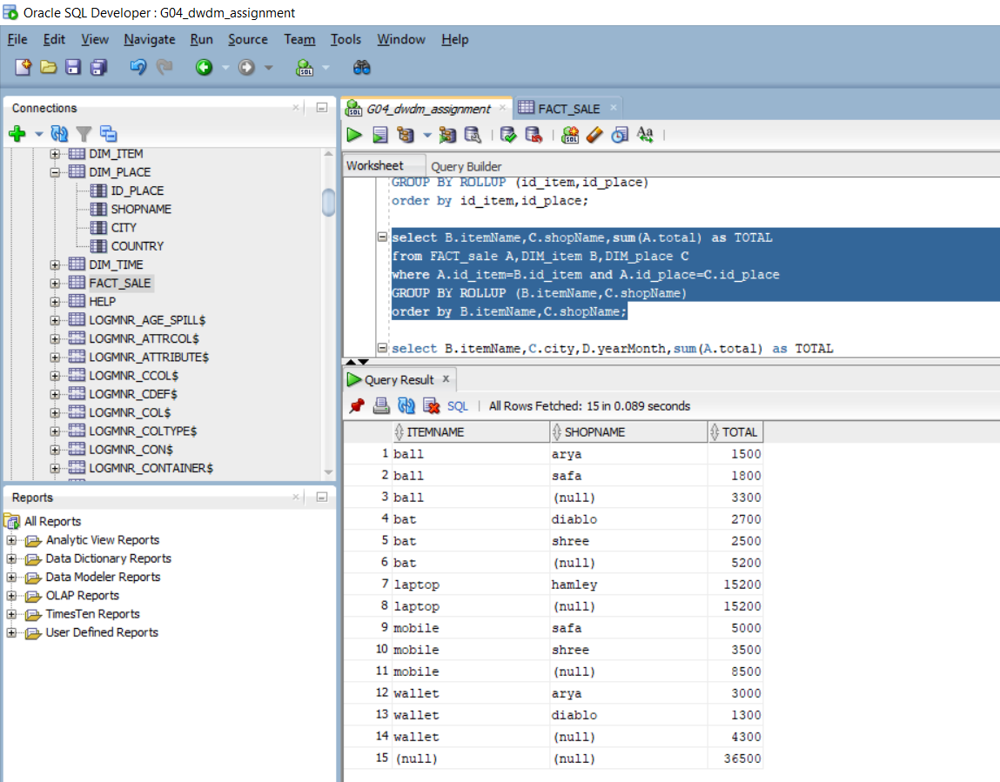 Oracle SQL Developer : G04_dwdm_assignment
File Edit View Navigate Run Source Team Tools Window Help
Connections
DIM_ITEM
DIM_PLACE
ID_PLACE
SHOPNAME
CITY
COUNTRY
DIM_TIME
FACT_SALE
HELP
LOGMNR_AGE_SPILL$
LOGMNR_ATTRCOL$
LOGMNR_ATTRIBUTE$
LOGMNR_CCOL$
LOGMNR_CDEF$
LOGMNR_COL$
LOGMNR_COLTYPE$
LOGMNR_CON$
LOGMNR_CONTAINER$
Reports
All Reports
Analytic View Reports
Data Dictionary Reports
Data Modeler Reports
OLAP Reports
TimesTen Reports
User Defined Reports
G04_dwdm_assignment FACT_SALE
Worksheet Query Builder
GROUP BY ROLLUP (id_item,id_place)
order by id_item,id_place;
select B.itemName,C.shopName,sum(A.total) as TOTAL
from FACT_sale A,DIM_item B,DIM_place C
where A.id_item=B.id_item and A.id_place=C.id_place
GROUP BY ROLLUP (B.itemName,C.shopName)
order by B.itemName,C.shopName;
select B.itemName,C.city,D.yearMonth,sum(A.total) as TOTAL
Query Result x
SQL | All Rows Fetched: 15 in 0.089 seconds
ITEMNAME SHOPNAME TOTAL
1 ball arya 1500
2 ball safa 1800
3 ball (null) 3300
4 bat diablo 2700
5 bat shree 2500
6 bat (null) 5200
7 laptop hamley 15200
8 laptop (null) 15200
9 mobile safa 5000
10 mobile shree 3500
11 mobile (null) 8500
12 wallet arya 3000
13 wallet diablo 1300
14 wallet (null) 4300
15 (null) (null) 36500